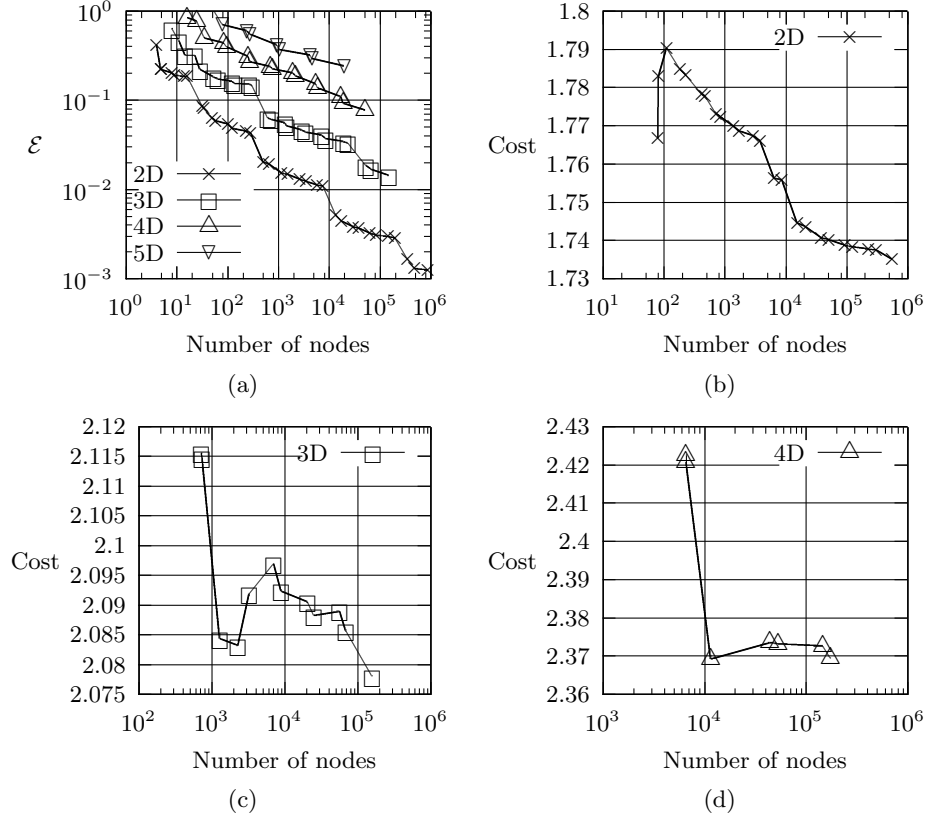 10^0
10^{-1}
10^{-2}
10^{-3}
ℰ
2D
3D
4D
5D
10^0 10^1 10^2 10^3 10^4 10^5 10^6
Number of nodes
(a)
1.8
1.79
1.78
1.77
1.76
1.75
1.74
1.73
Cost
2D
10^1 10^2 10^3 10^4 10^5 10^6
Number of nodes
(b)
2.12
2.115
2.11
2.105
2.1
2.095
2.09
2.085
2.08
2.075
Cost
3D
10^2 10^3 10^4 10^5 10^6
Number of nodes
(c)
2.43
2.42
2.41
2.4
2.39
2.38
2.37
2.36
Cost
4D
10^3 10^4 10^5 10^6
Number of nodes
(d)